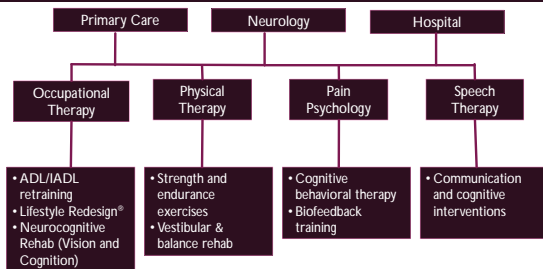 Primary Care
Neurology
Hospital
Occupational
Therapy
Physical
Therapy
Pain
Psychology
Speech
Therapy
• ADL/IADL
retraining
• Lifestyle Redesign®
• Neurocognitive
Rehab (Vision and
Cognition)
• Strength and
endurance
exercises
• Vestibular &
balance rehab
• Cognitive
behavioral therapy
• Biofeedback
training
• Communication
and cognitive
interventions